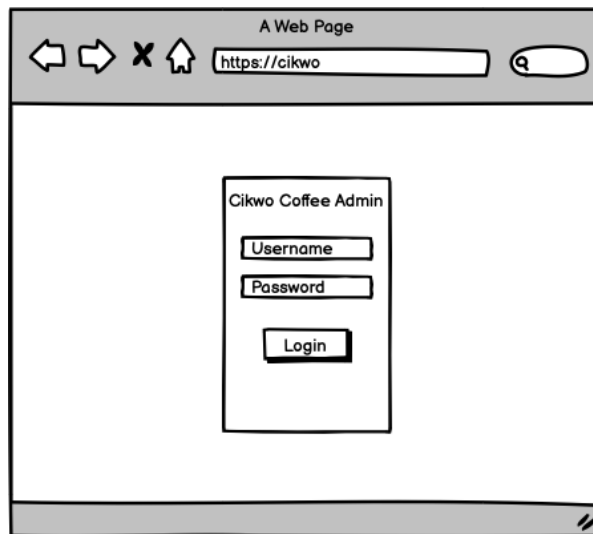 A Web Page
https://cikwo
Cikwo Coffee Admin
Username
Password
Login